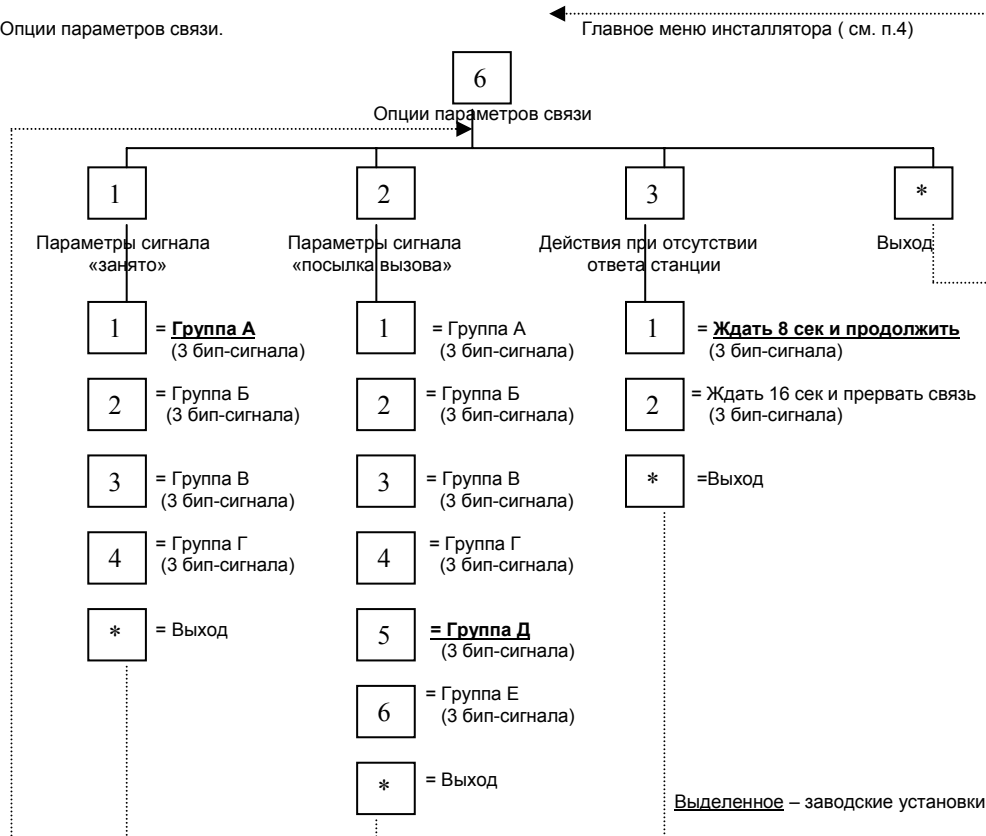 Опции параметров связи.
Главное меню инсталлятора ( см. п.4)
6
Опции параметров связи
1
2
3
*
Параметры сигнала
«занято»
Параметры сигнала
«посылка вызова»
Действия при отсутствии
ответа станции
Выход
1
= Группа А
(3 бип-сигнала)
2
= Группа Б
(3 бип-сигнала)
3
= Группа В
(3 бип-сигнала)
4
= Группа Г
(3 бип-сигнала)
*
= Выход
1
= Группа А
(3 бип-сигнала)
2
= Группа Б
(3 бип-сигнала)
3
= Группа В
(3 бип-сигнала)
4
= Группа Г
(3 бип-сигнала)
5
= Группа Д
(3 бип-сигнала)
6
= Группа Е
(3 бип-сигнала)
*
= Выход
1
= Ждать 8 сек и продолжить
(3 бип-сигнала)
2
= Ждать 16 сек и прервать связь
(3 бип-сигнала)
*
=Выход
Выделенное – заводские установки